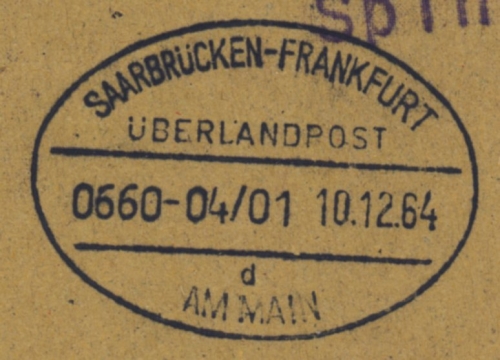 SAARBRÜCKEN-FRANKFURT
ÜBERLANDPOST
0660-04/01 10.12.64
d
AM MAIN